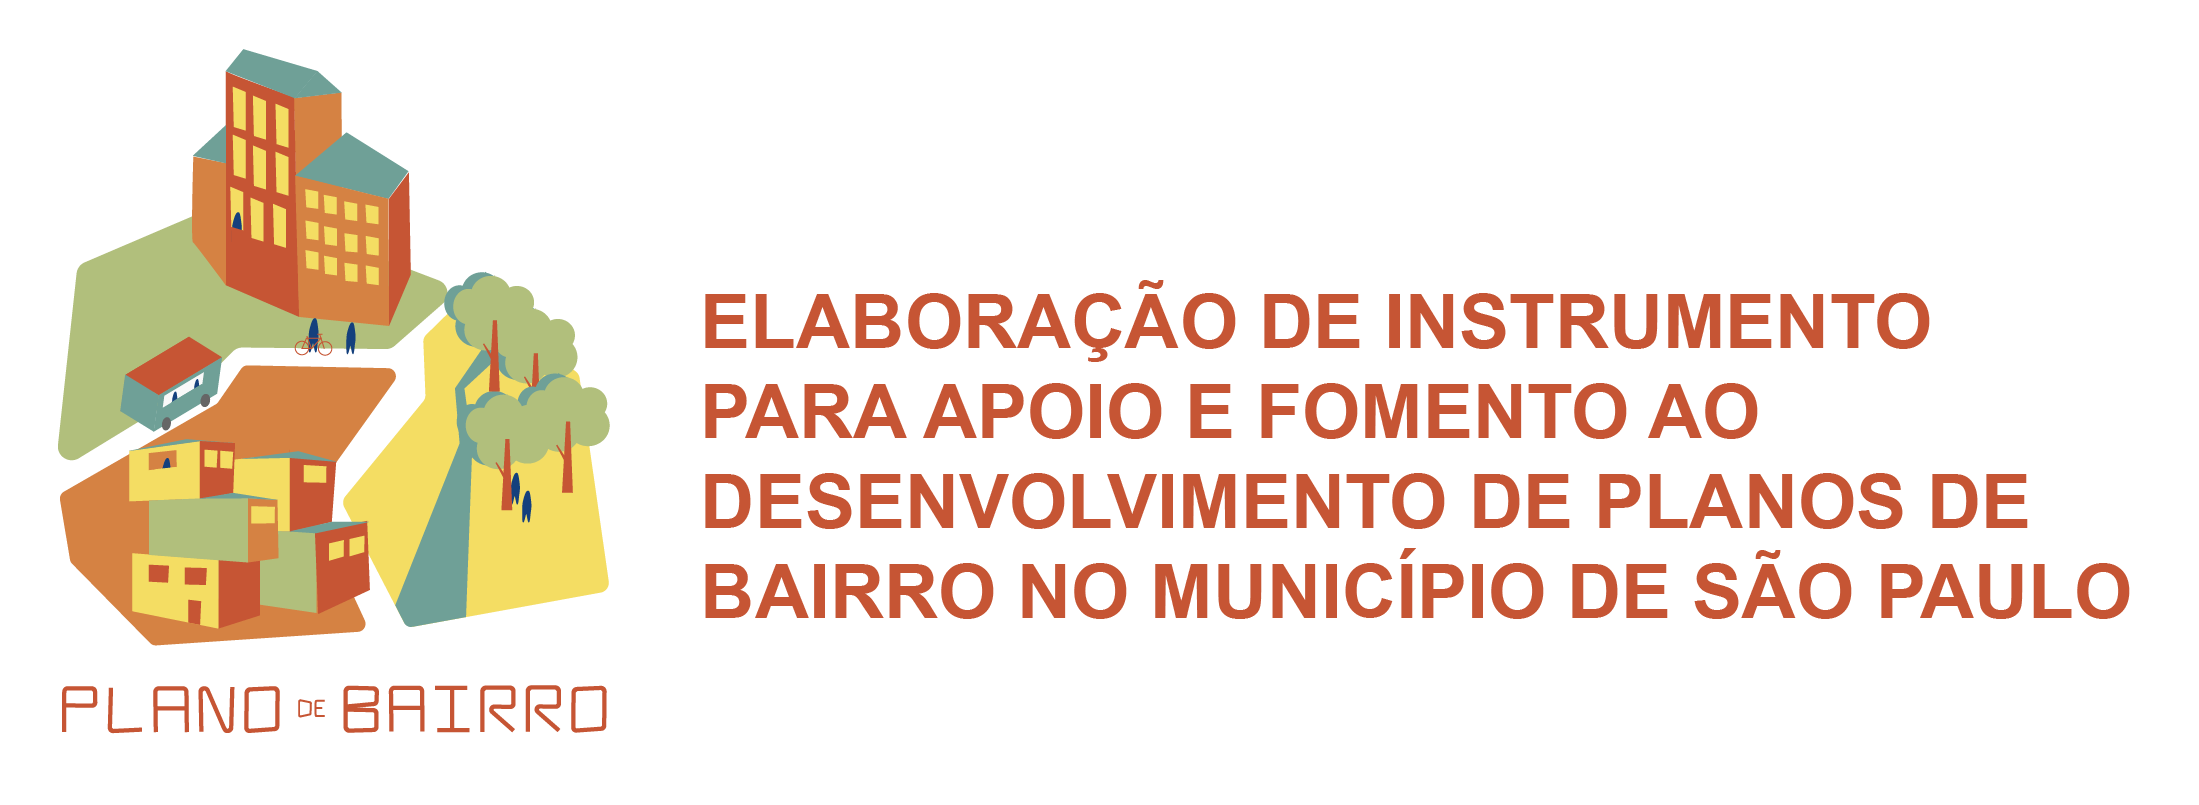 ELABORAÇÃO DE INSTRUMENTO
PARA APOIO E FOMENTO AO
DESENVOLVIMENTO DE PLANOS DE
BAIRRO NO MUNICÍPIO DE SÃO PAULO
PLANO DE BAIRRO